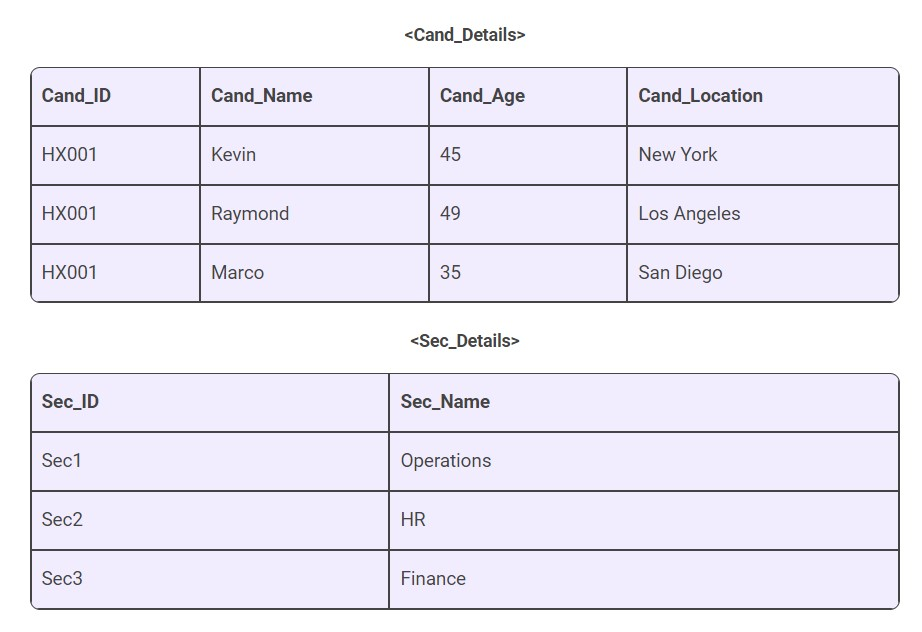 <Cand_Details>
Cand_ID Cand_Name Cand_Age Cand_Location
HX001 Kevin 45 New York
HX001 Raymond 49 Los Angeles
HX001 Marco 35 San Diego
<Sec_Details>
Sec_ID Sec_Name
Sec1 Operations
Sec2 HR
Sec3 Finance